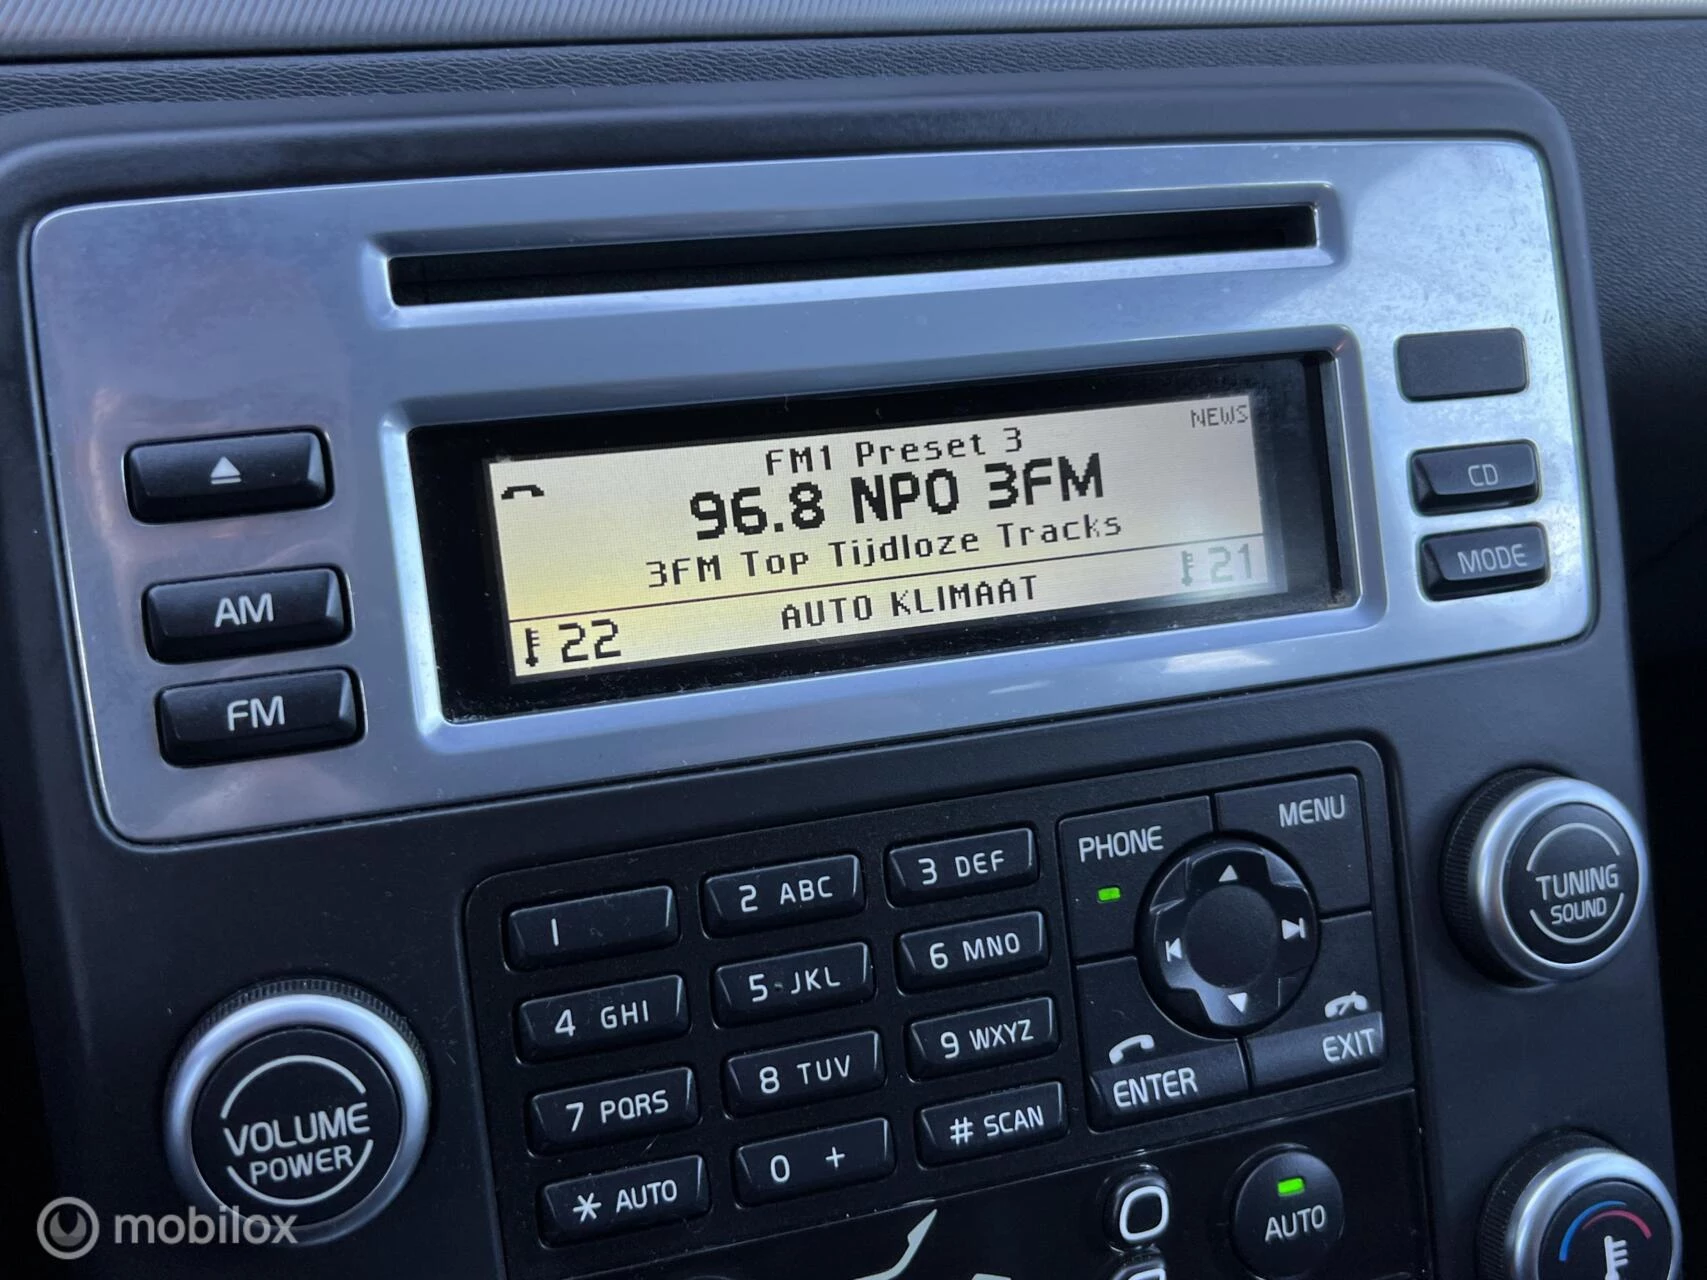 NEWS
FM1 Preset 3
96.8 NPO 3FM
3FM Top Tijdloze Tracks
22 AUTO KLIMAAT 21
AM
FM
CD
MODE
PHONE
MENU
1
2 ABC
3 DEF
4 GHI
5 JKL
6 MNO
7 PQRS
8 TUV
9 WXYZ
* AUTO
0 +
# SCAN
ENTER
EXIT
TUNING
SOUND
VOLUME
POWER
AUTO
mobilox